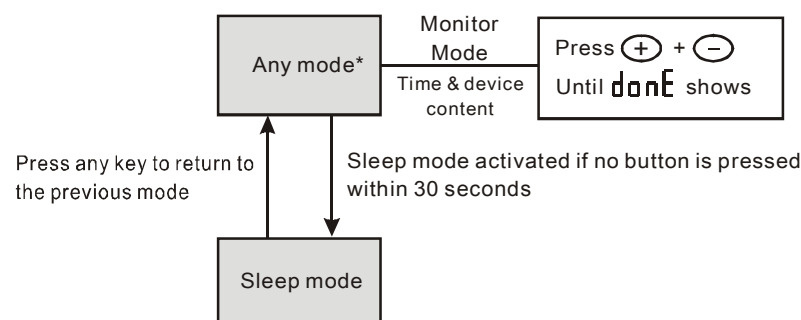 Any mode*
Monitor
Mode
Time & device
content
Press + + −
Until donE shows
Press any key to return to
the previous mode
Sleep mode activated if no button is pressed
within 30 seconds
Sleep mode